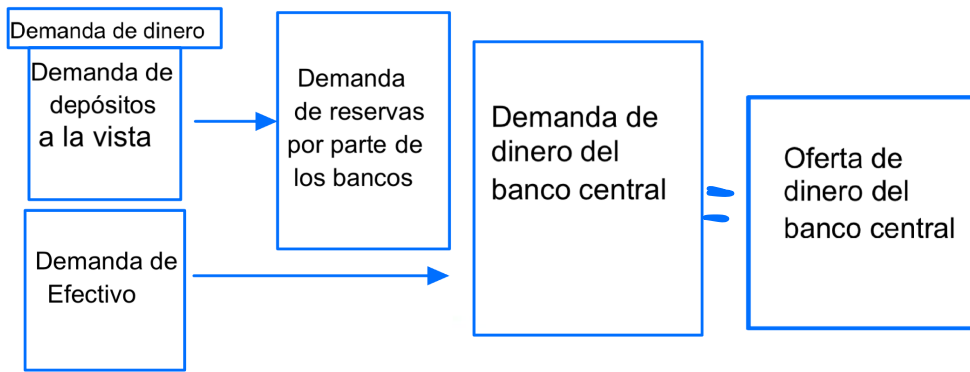 Demanda de dinero
Demanda de
depósitos
a la vista
Demanda
de reservas
por parte de
los bancos
Demanda de
Efectivo
Demanda de
dinero del
banco central
Oferta de
dinero del
banco central